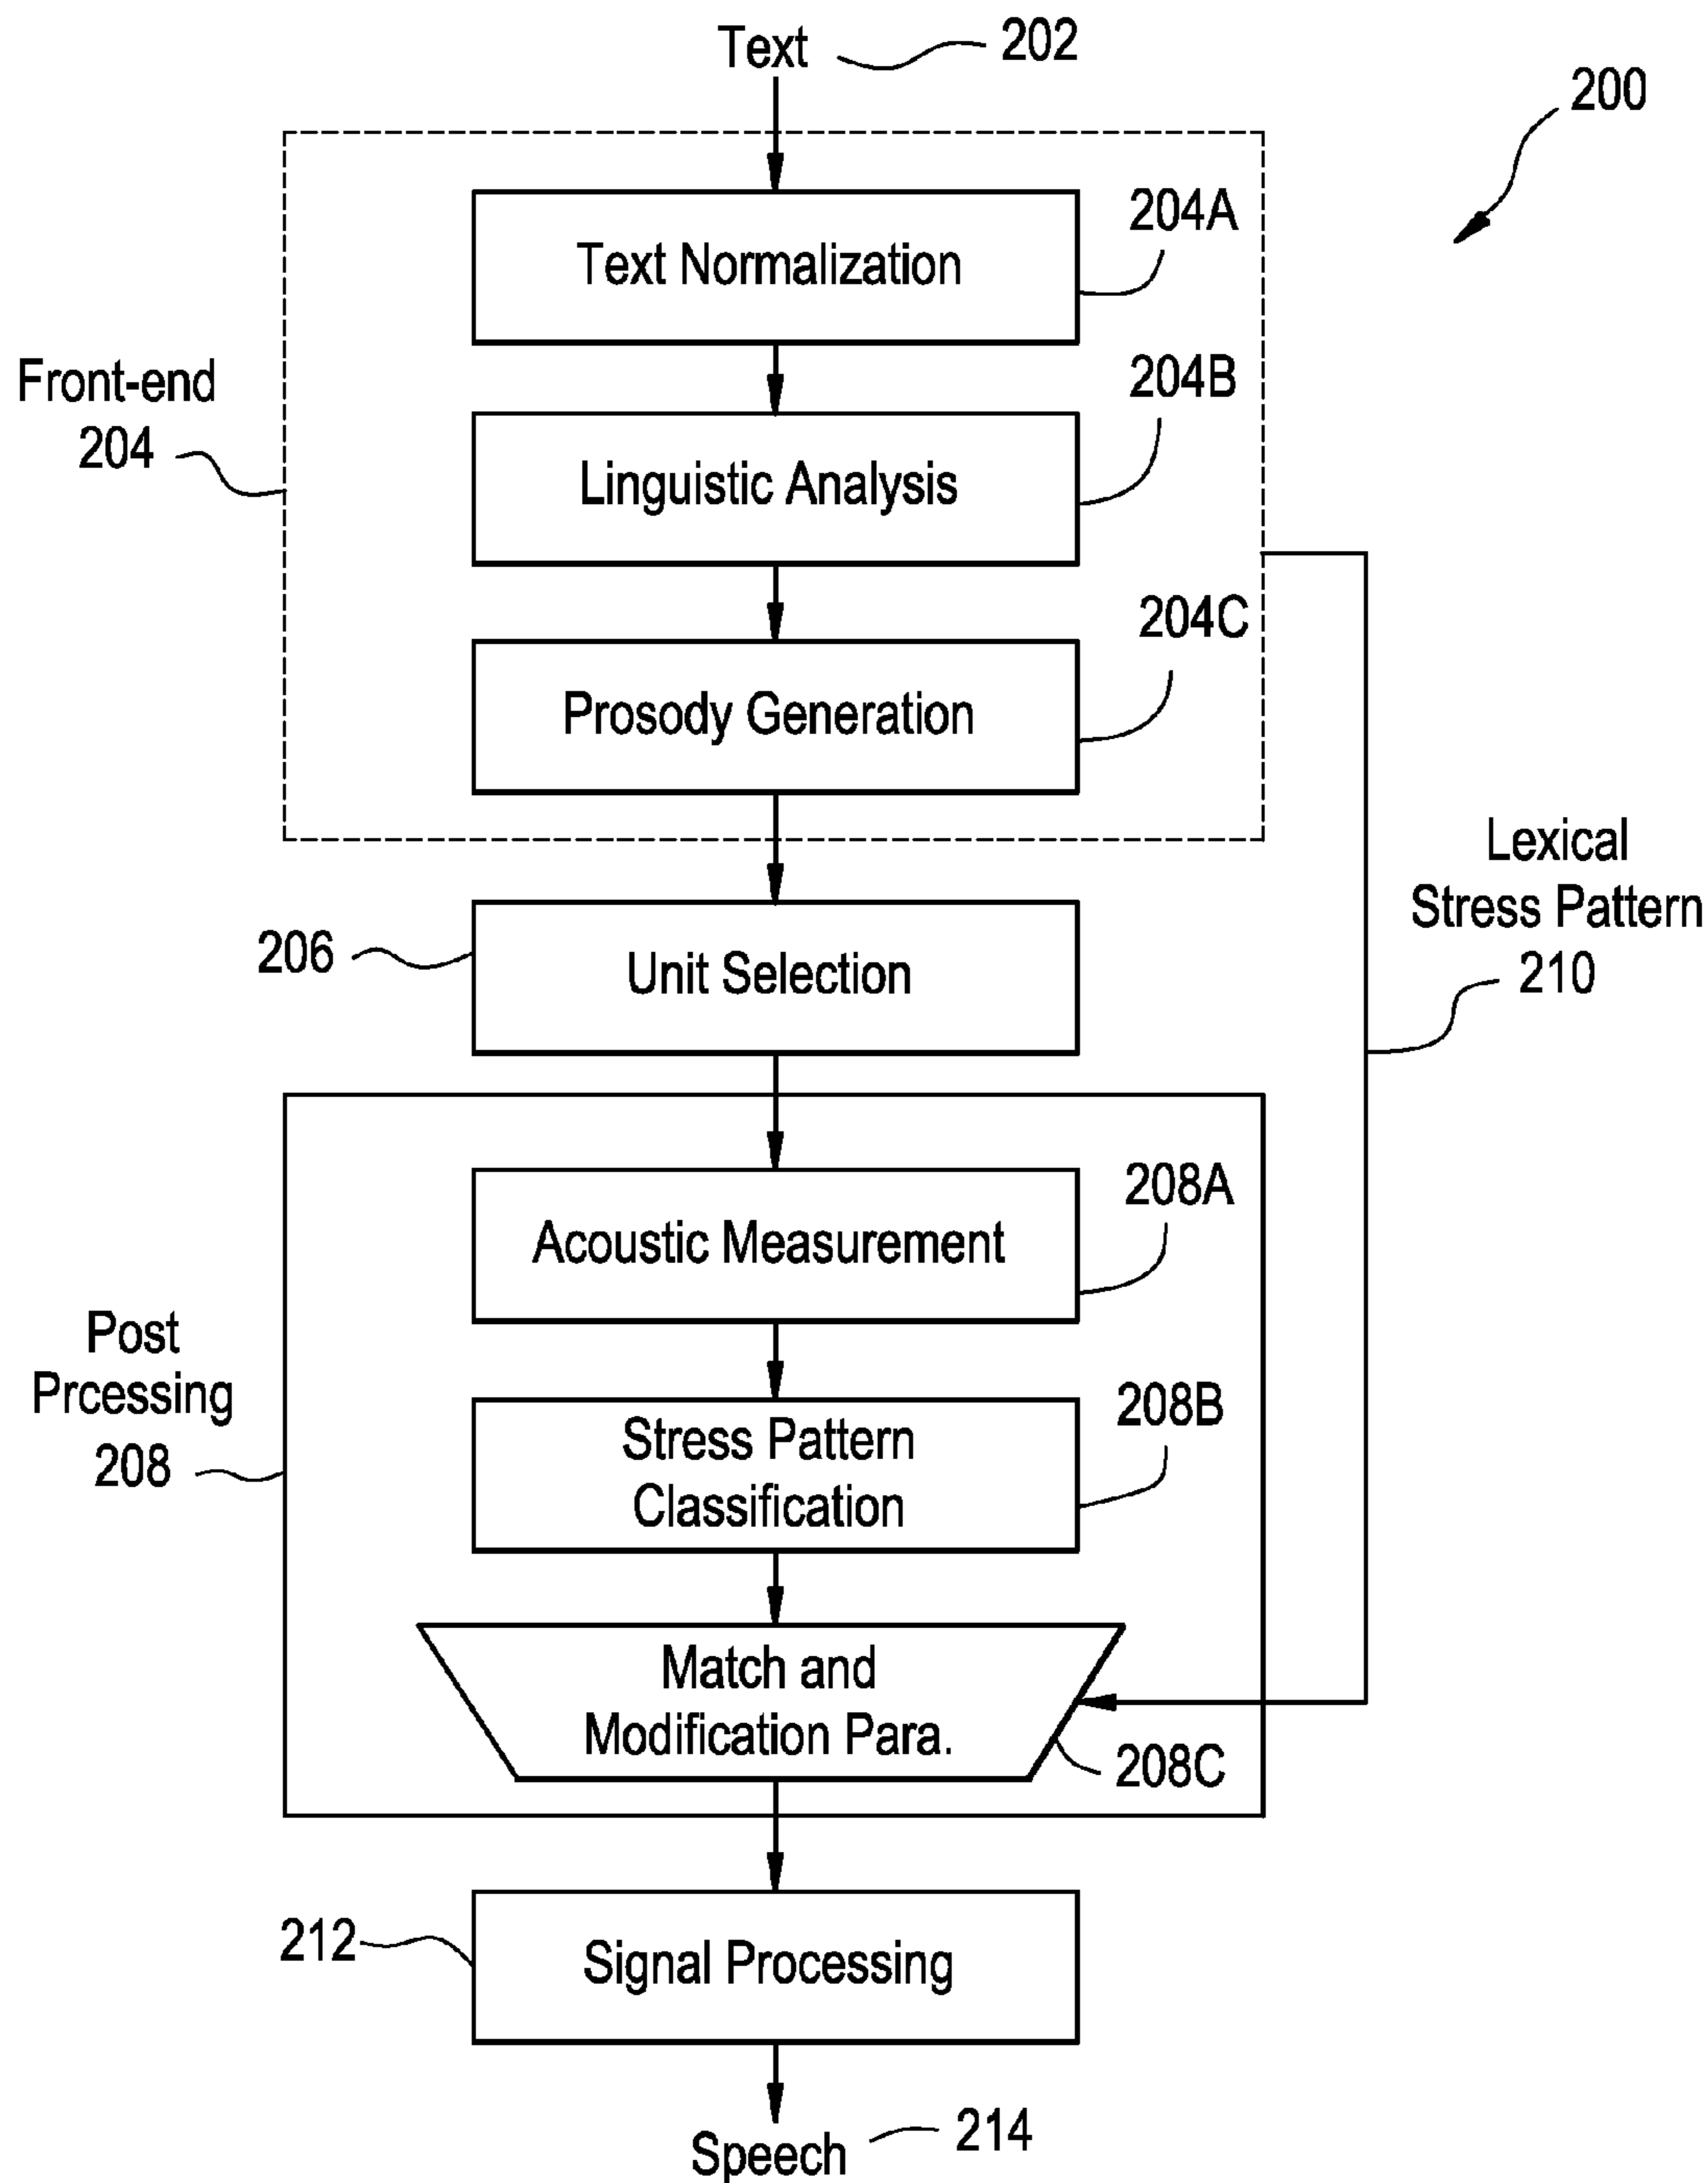 Text
202
200
204A
Text Normalization
Front-end
204
204B
Linguistic Analysis
204C
Prosody Generation
Lexical
Stress Pattern
210
206
Unit Selection
208A
Acoustic Measurement
Post
Prcessing
208
208B
Stress Pattern
Classification
Match and
Modification Para.
208C
212
Signal Processing
Speech
214